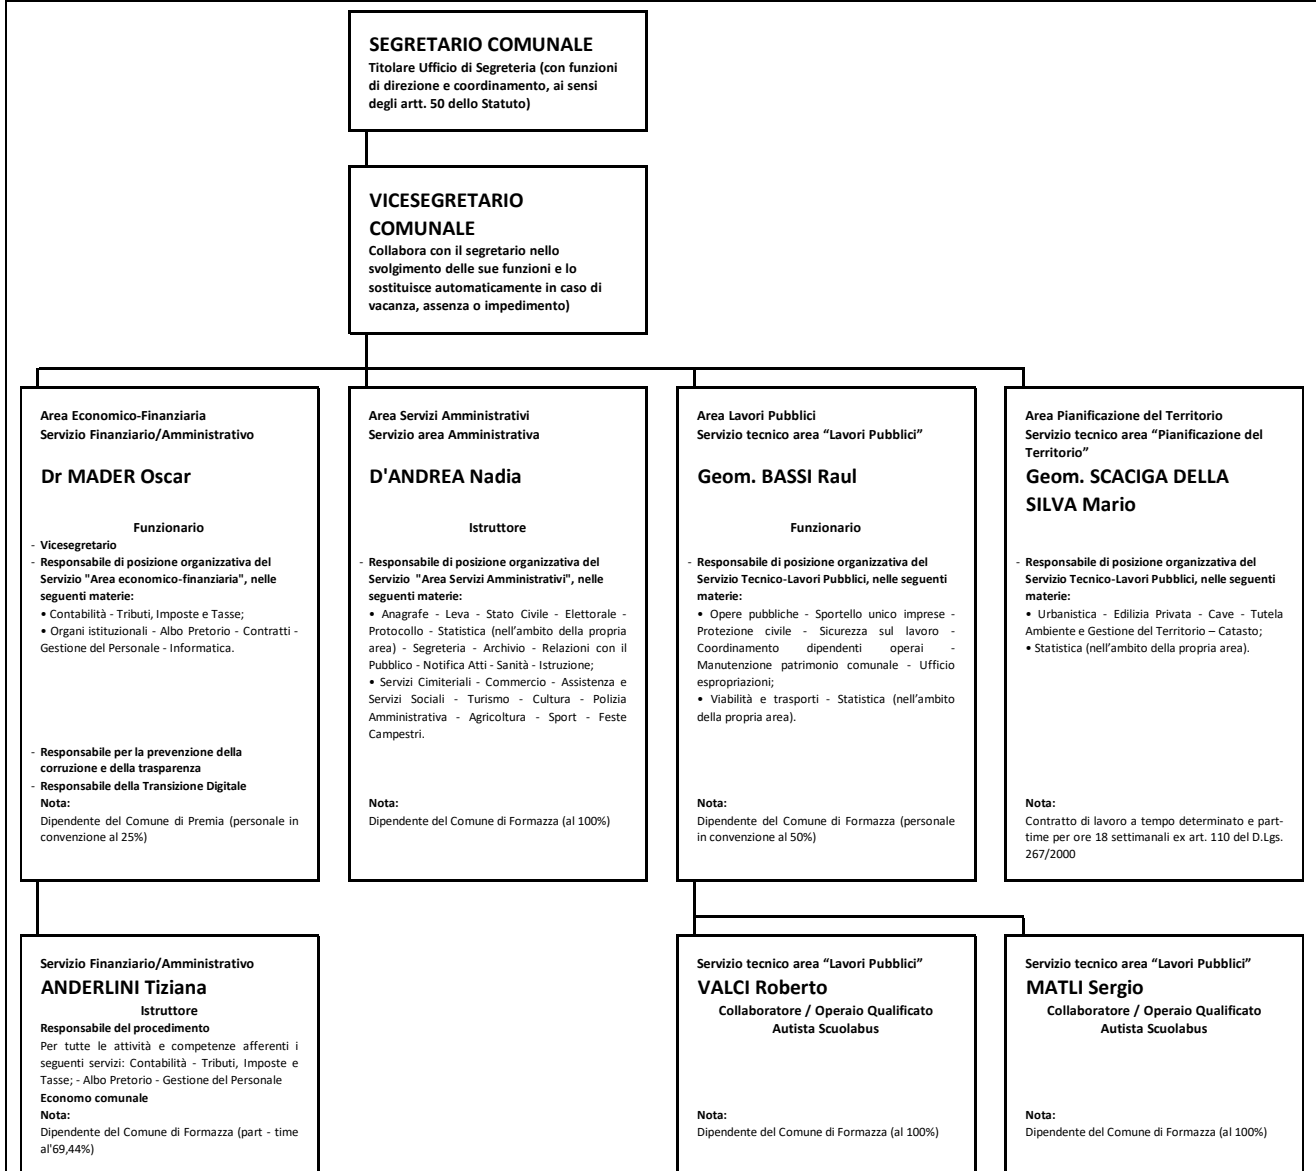 SEGRETARIO COMUNALE
Titolare Ufficio di Segreteria (con funzioni
di direzione e coordinamento, ai sensi
degli artt. 50 dello Statuto)
VICESEGRETARIO
COMUNALE
Collabora con il segretario nello
svolgimento delle sue funzioni e lo
sostituisce automaticamente in caso di
vacanza, assenza o impedimento)
Area Economico-Finanziaria
Servizio Finanziario/Amministrativo
Dr MADER Oscar
Funzionario
- Vicesegretario
- Responsabile di posizione organizzativa del
Servizio "Area economico-finanziaria", nelle
seguenti materie:
• Contabilità - Tributi, Imposte e Tasse;
• Organi istituzionali - Albo Pretorio - Contratti -
Gestione del Personale - Informatica.
- Responsabile per la prevenzione della
corruzione e della trasparenza
- Responsabile della Transizione Digitale
Nota:
Dipendente del Comune di Premia (personale in
convenzione al 25%)
Area Servizi Amministrativi
Servizio area Amministrativa
D'ANDREA Nadia
Istruttore
- Responsabile di posizione organizzativa del
Servizio "Area Servizi Amministrativi", nelle
seguenti materie:
• Anagrafe - Leva - Stato Civile - Elettorale -
Protocollo - Statistica (nell'ambito della propria
area) - Segreteria - Archivio - Relazioni con il
Pubblico - Notifica Atti - Sanità - Istruzione;
• Servizi Cimiteriali - Commercio - Assistenza e
Servizi Sociali - Turismo - Cultura - Polizia
Amministrativa - Agricoltura - Sport - Feste
Campestri.
Nota:
Dipendente del Comune di Formazza (al 100%)
Area Lavori Pubblici
Servizio tecnico area “Lavori Pubblici”
Geom. BASSI Raul
Funzionario
- Responsabile di posizione organizzativa del
Servizio Tecnico-Lavori Pubblici, nelle seguenti
materie:
• Opere pubbliche - Sportello unico imprese -
Protezione civile - Sicurezza sul lavoro -
Coordinamento dipendenti operai -
Manutenzione patrimonio comunale - Ufficio
espropriazioni;
• Viabilità e trasporti - Statistica (nell'ambito
della propria area).
Nota:
Dipendente del Comune di Formazza (personale
in convenzione al 50%)
Area Pianificazione del Territorio
Servizio tecnico area “Pianificazione del
Territorio”
Geom. SCACIGA DELLA
SILVA Mario
- Responsabile di posizione organizzativa del
Servizio Tecnico-Lavori Pubblici, nelle seguenti
materie:
• Urbanistica - Edilizia Privata - Cave - Tutela
Ambiente e Gestione del Territorio – Catasto;
• Statistica (nell'ambito della propria area).
Nota:
Contratto di lavoro a tempo determinato e part-
time per ore 18 settimanali ex art. 110 del D.Lgs.
267/2000
Servizio Finanziario/Amministrativo
ANDERLINI Tiziana
Istruttore
Responsabile del procedimento
Per tutte le attività e competenze afferenti i
seguenti servizi: Contabilità - Tributi, Imposte e
Tasse; - Albo Pretorio - Gestione del Personale
Economo comunale
Nota:
Dipendente del Comune di Formazza (part - time
al'69,44%)
Servizio tecnico area “Lavori Pubblici”
VALCI Roberto
Collaboratore / Operaio Qualificato
Autista Scuolabus
Nota:
Dipendente del Comune di Formazza (al 100%)
Servizio tecnico area “Lavori Pubblici”
MATLI Sergio
Collaboratore / Operaio Qualificato
Autista Scuolabus
Nota:
Dipendente del Comune di Formazza (al 100%)